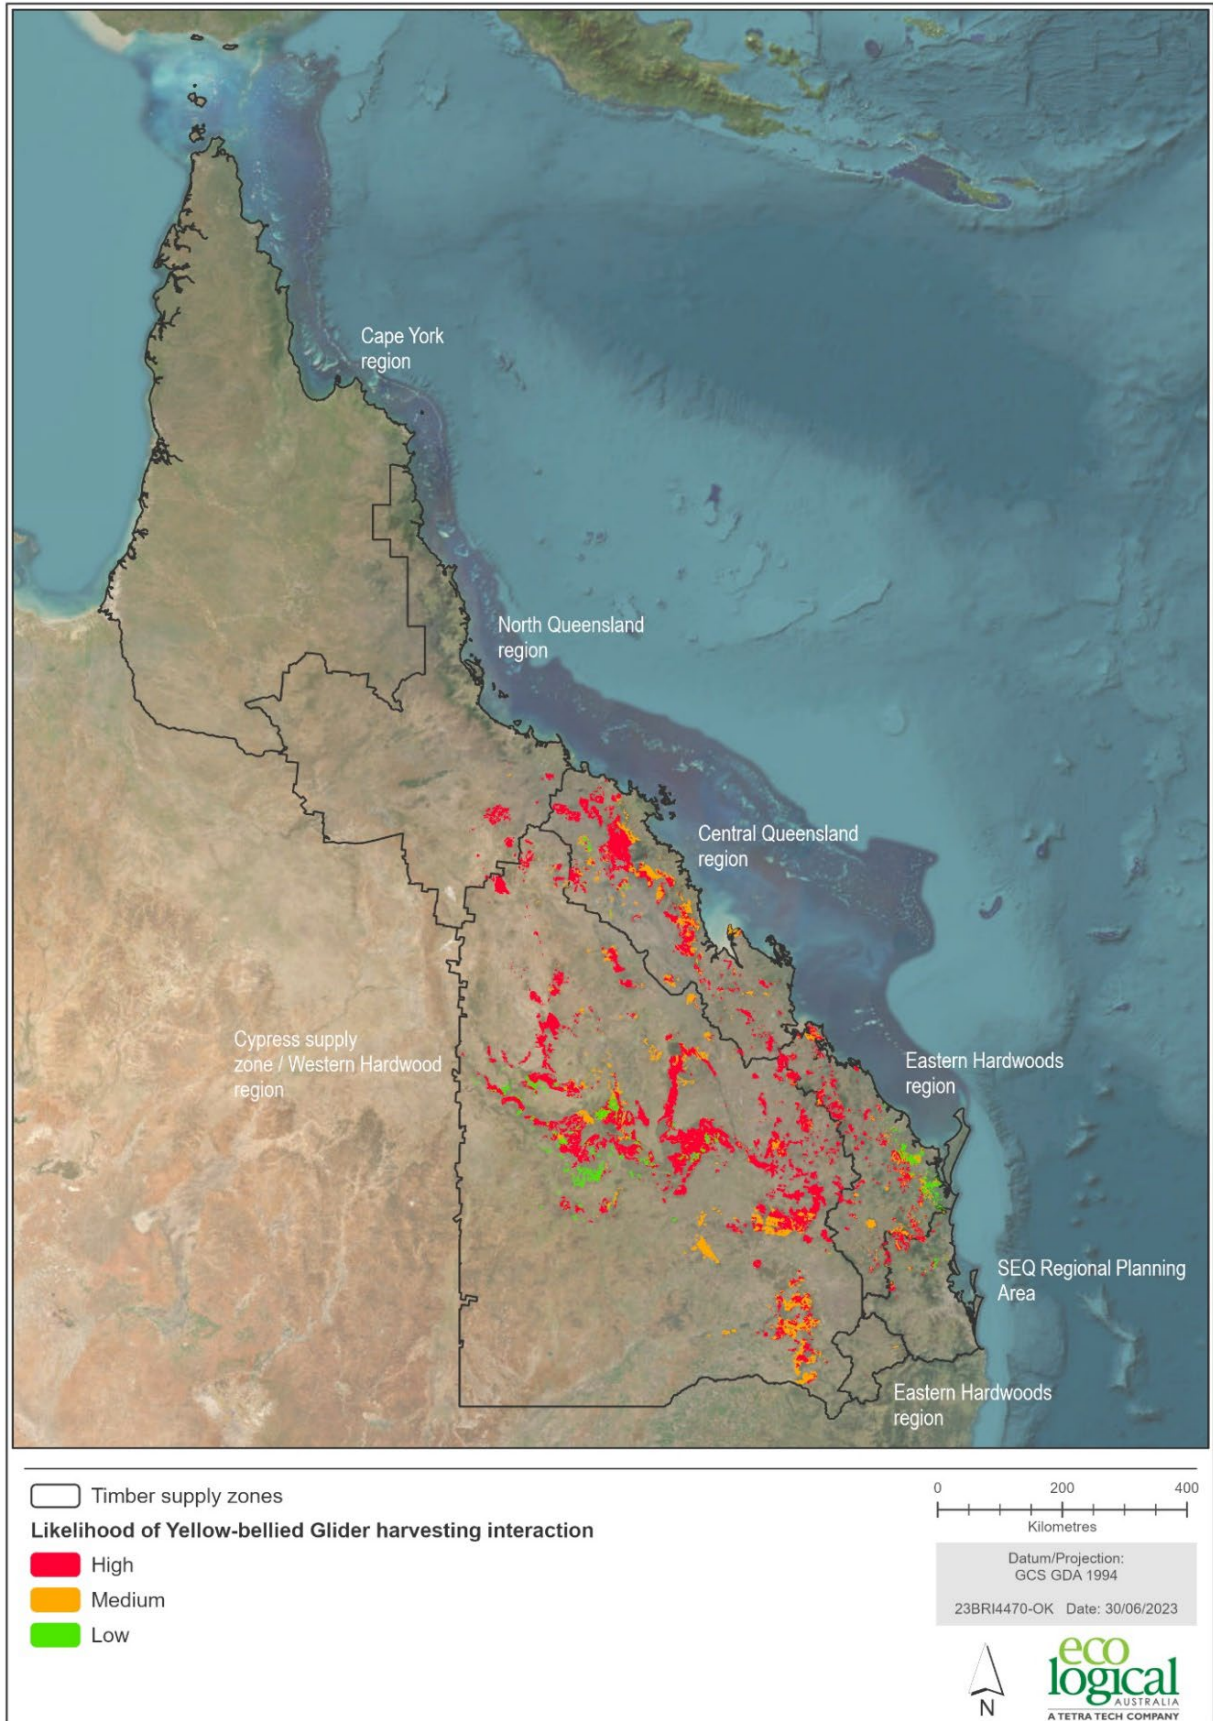 Cape York
region
North Queensland
region
Central Queensland
region
Cypress supply
zone / Western Hardwood
region
Eastern Hardwoods
region
SEQ Regional Planning
Area
Eastern Hardwoods
region
Timber supply zones
Likelihood of Yellow-bellied Glider harvesting interaction
High
Medium
Low
0 200 400
Kilometres
Datum/Projection:
GCS GDA 1994
23BRI4470-OK Date: 30/06/2023
N
eco
logical
AUSTRALIA
A TETRA TECH COMPANY